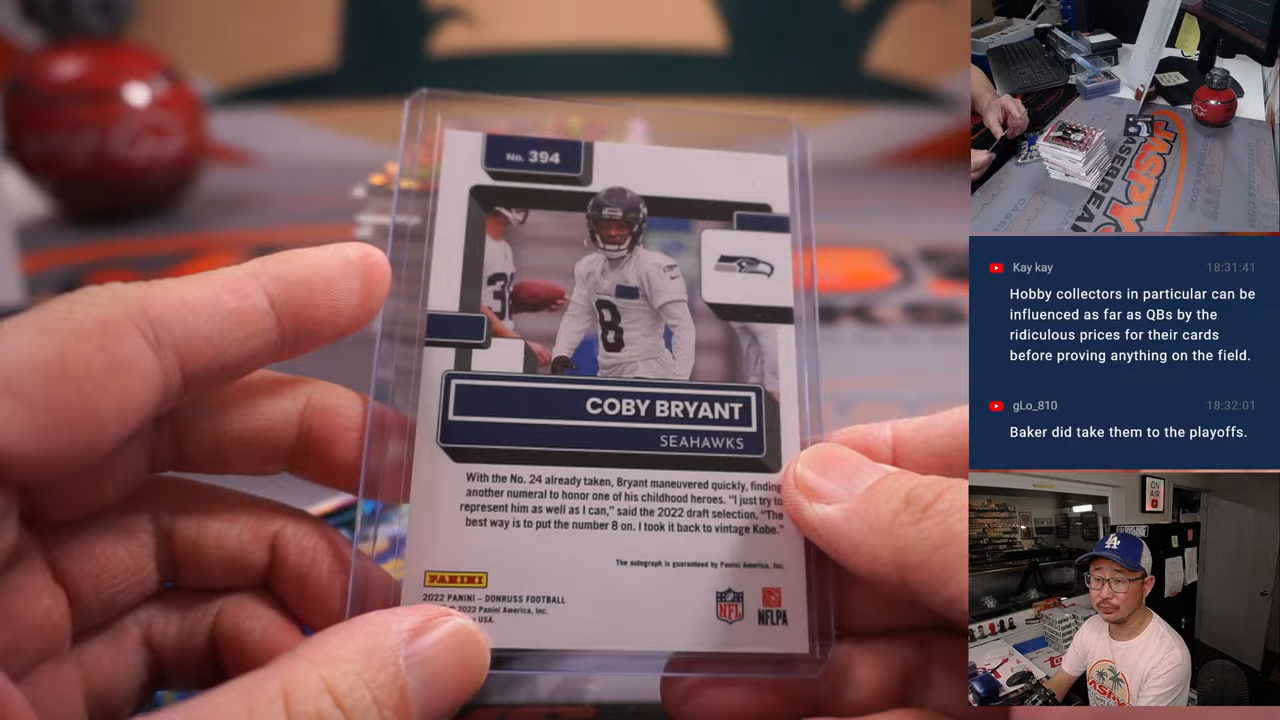 No. 394
8
COBY BRYANT
SEAHAWKS
With the No. 24 already taken, Bryant maneuvered quickly, finding
another numeral to honor one of his childhood heroes. “I just try to
represent him as well as I can,” said the 2022 draft selection. “The
best way is to put the number 8 on. I took it back to vintage Kobe.”
The autograph is guaranteed by Panini America, Inc.
PANINI
2022 PANINI – DONRUSS FOOTBALL
© 2022 Panini America, Inc.
USA.
NFL
NFLPA
JASPY
CASEBREA
Kay kay
18:31:41
Hobby collectors in particular can be
influenced as far as QBs by the
ridiculous prices for their cards
before proving anything on the field.
gLo_810
18:32:01
Baker did take them to the playoffs.
ON
AIR
LA